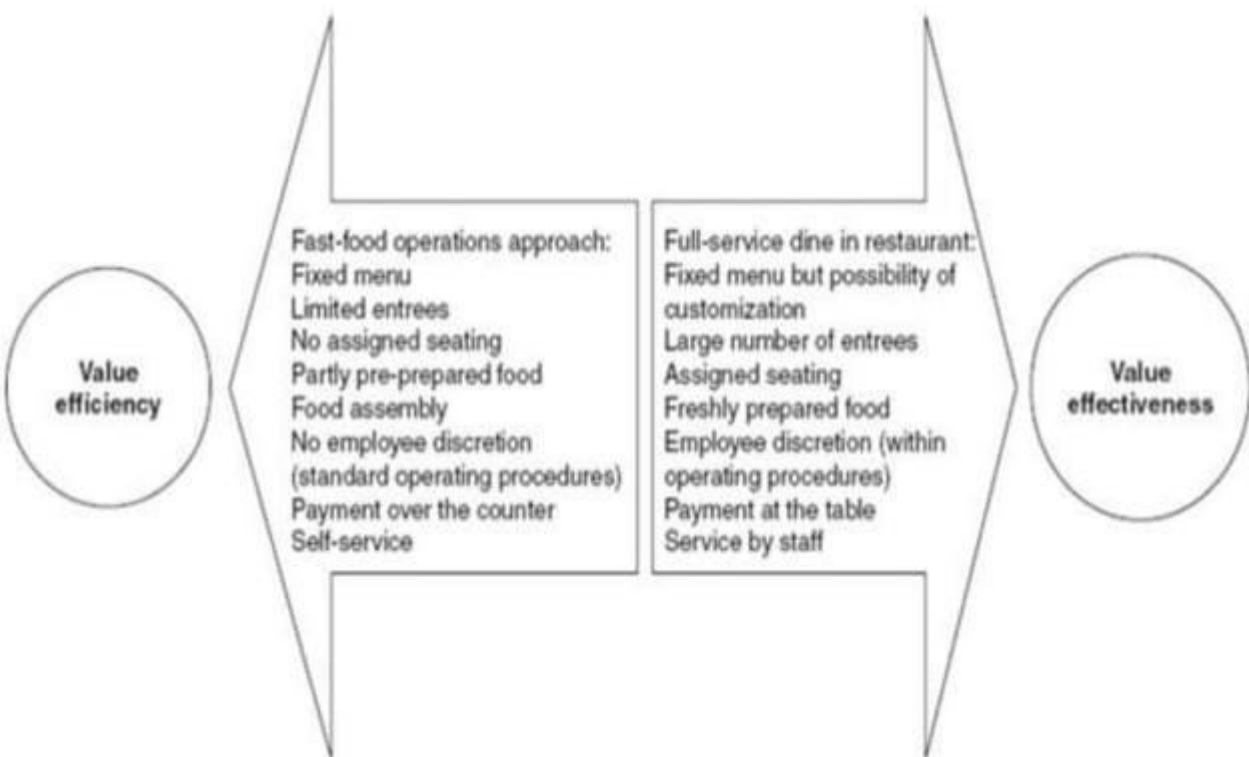 Value
efficiency
Fast-food operations approach:
Fixed menu
Limited entrees
No assigned seating
Partly pre-prepared food
Food assembly
No employee discretion
(standard operating procedures)
Payment over the counter
Self-service
Full-service dine in restaurant:
Fixed menu but possibility of
customization
Large number of entrees
Assigned seating
Freshly prepared food
Employee discretion (within
operating procedures)
Payment at the table
Service by staff
Value
effectiveness